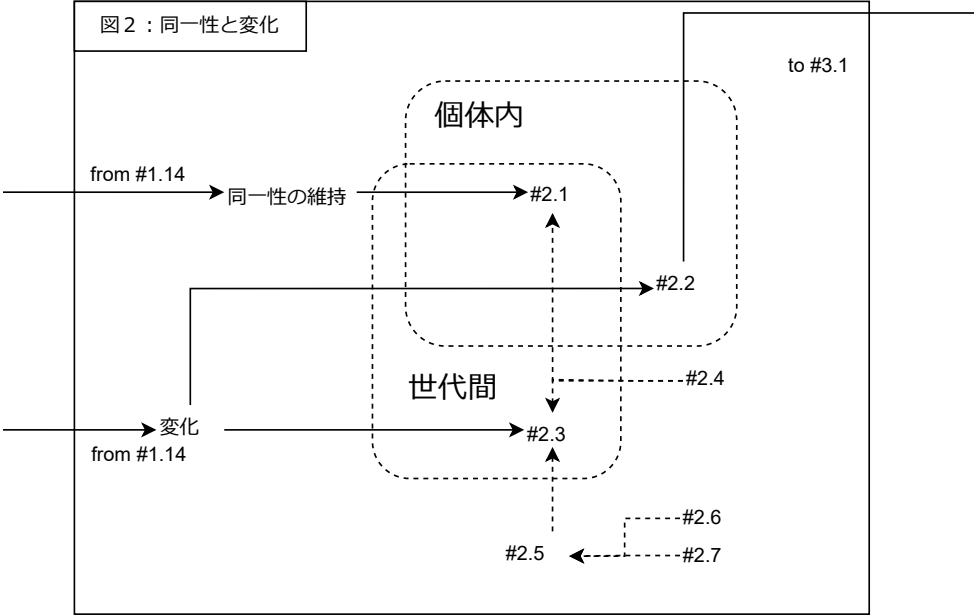 図2：同一性と変化
to #3.1
個体内
from #1.14
同一性の維持
#2.1
#2.2
世代間
#2.4
変化
#2.3
from #1.14
#2.6
#2.5
#2.7